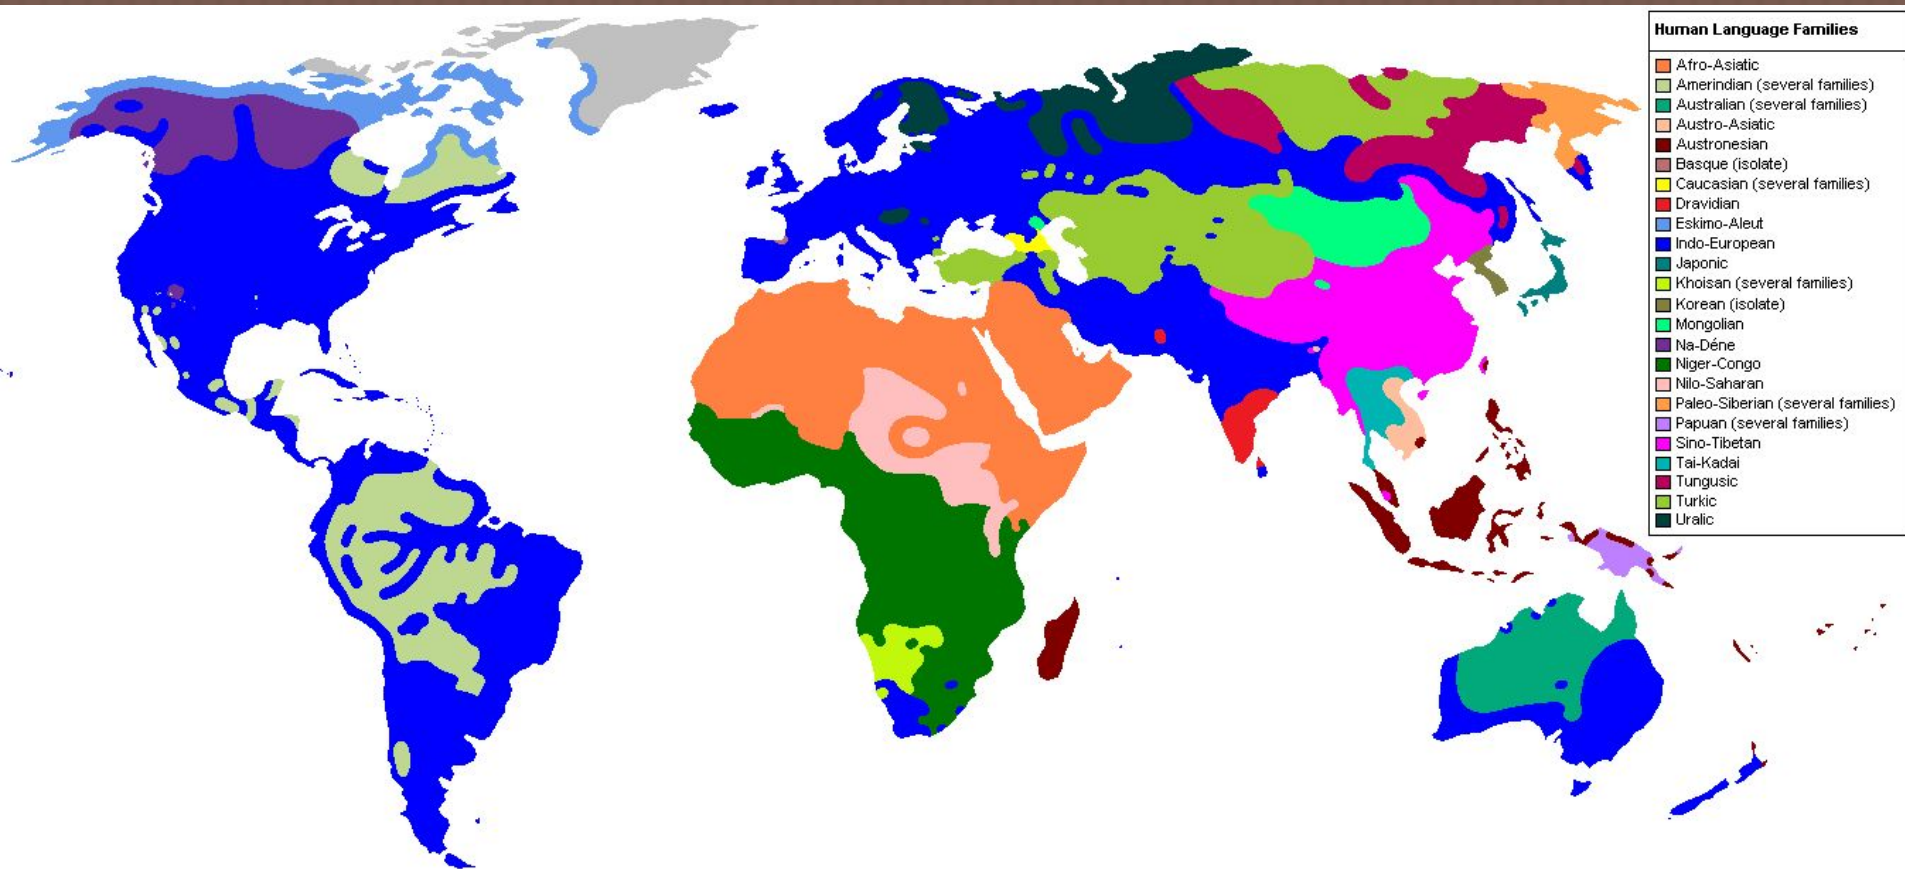 Human Language Families
Afro-Asiatic
Amerindian (several families)
Australian (several families)
Austro-Asiatic
Austronesian
Basque (isolate)
Caucasian (several families)
Dravidian
Eskimo-Aleut
Indo-European
Japonic
Khoisan (several families)
Korean (isolate)
Mongolian
Na-Déne
Niger-Congo
Nilo-Saharan
Paleo-Siberian (several families)
Papuan (several families)
Sino-Tibetan
Tai-Kadai
Tungusic
Turkic
Uralic